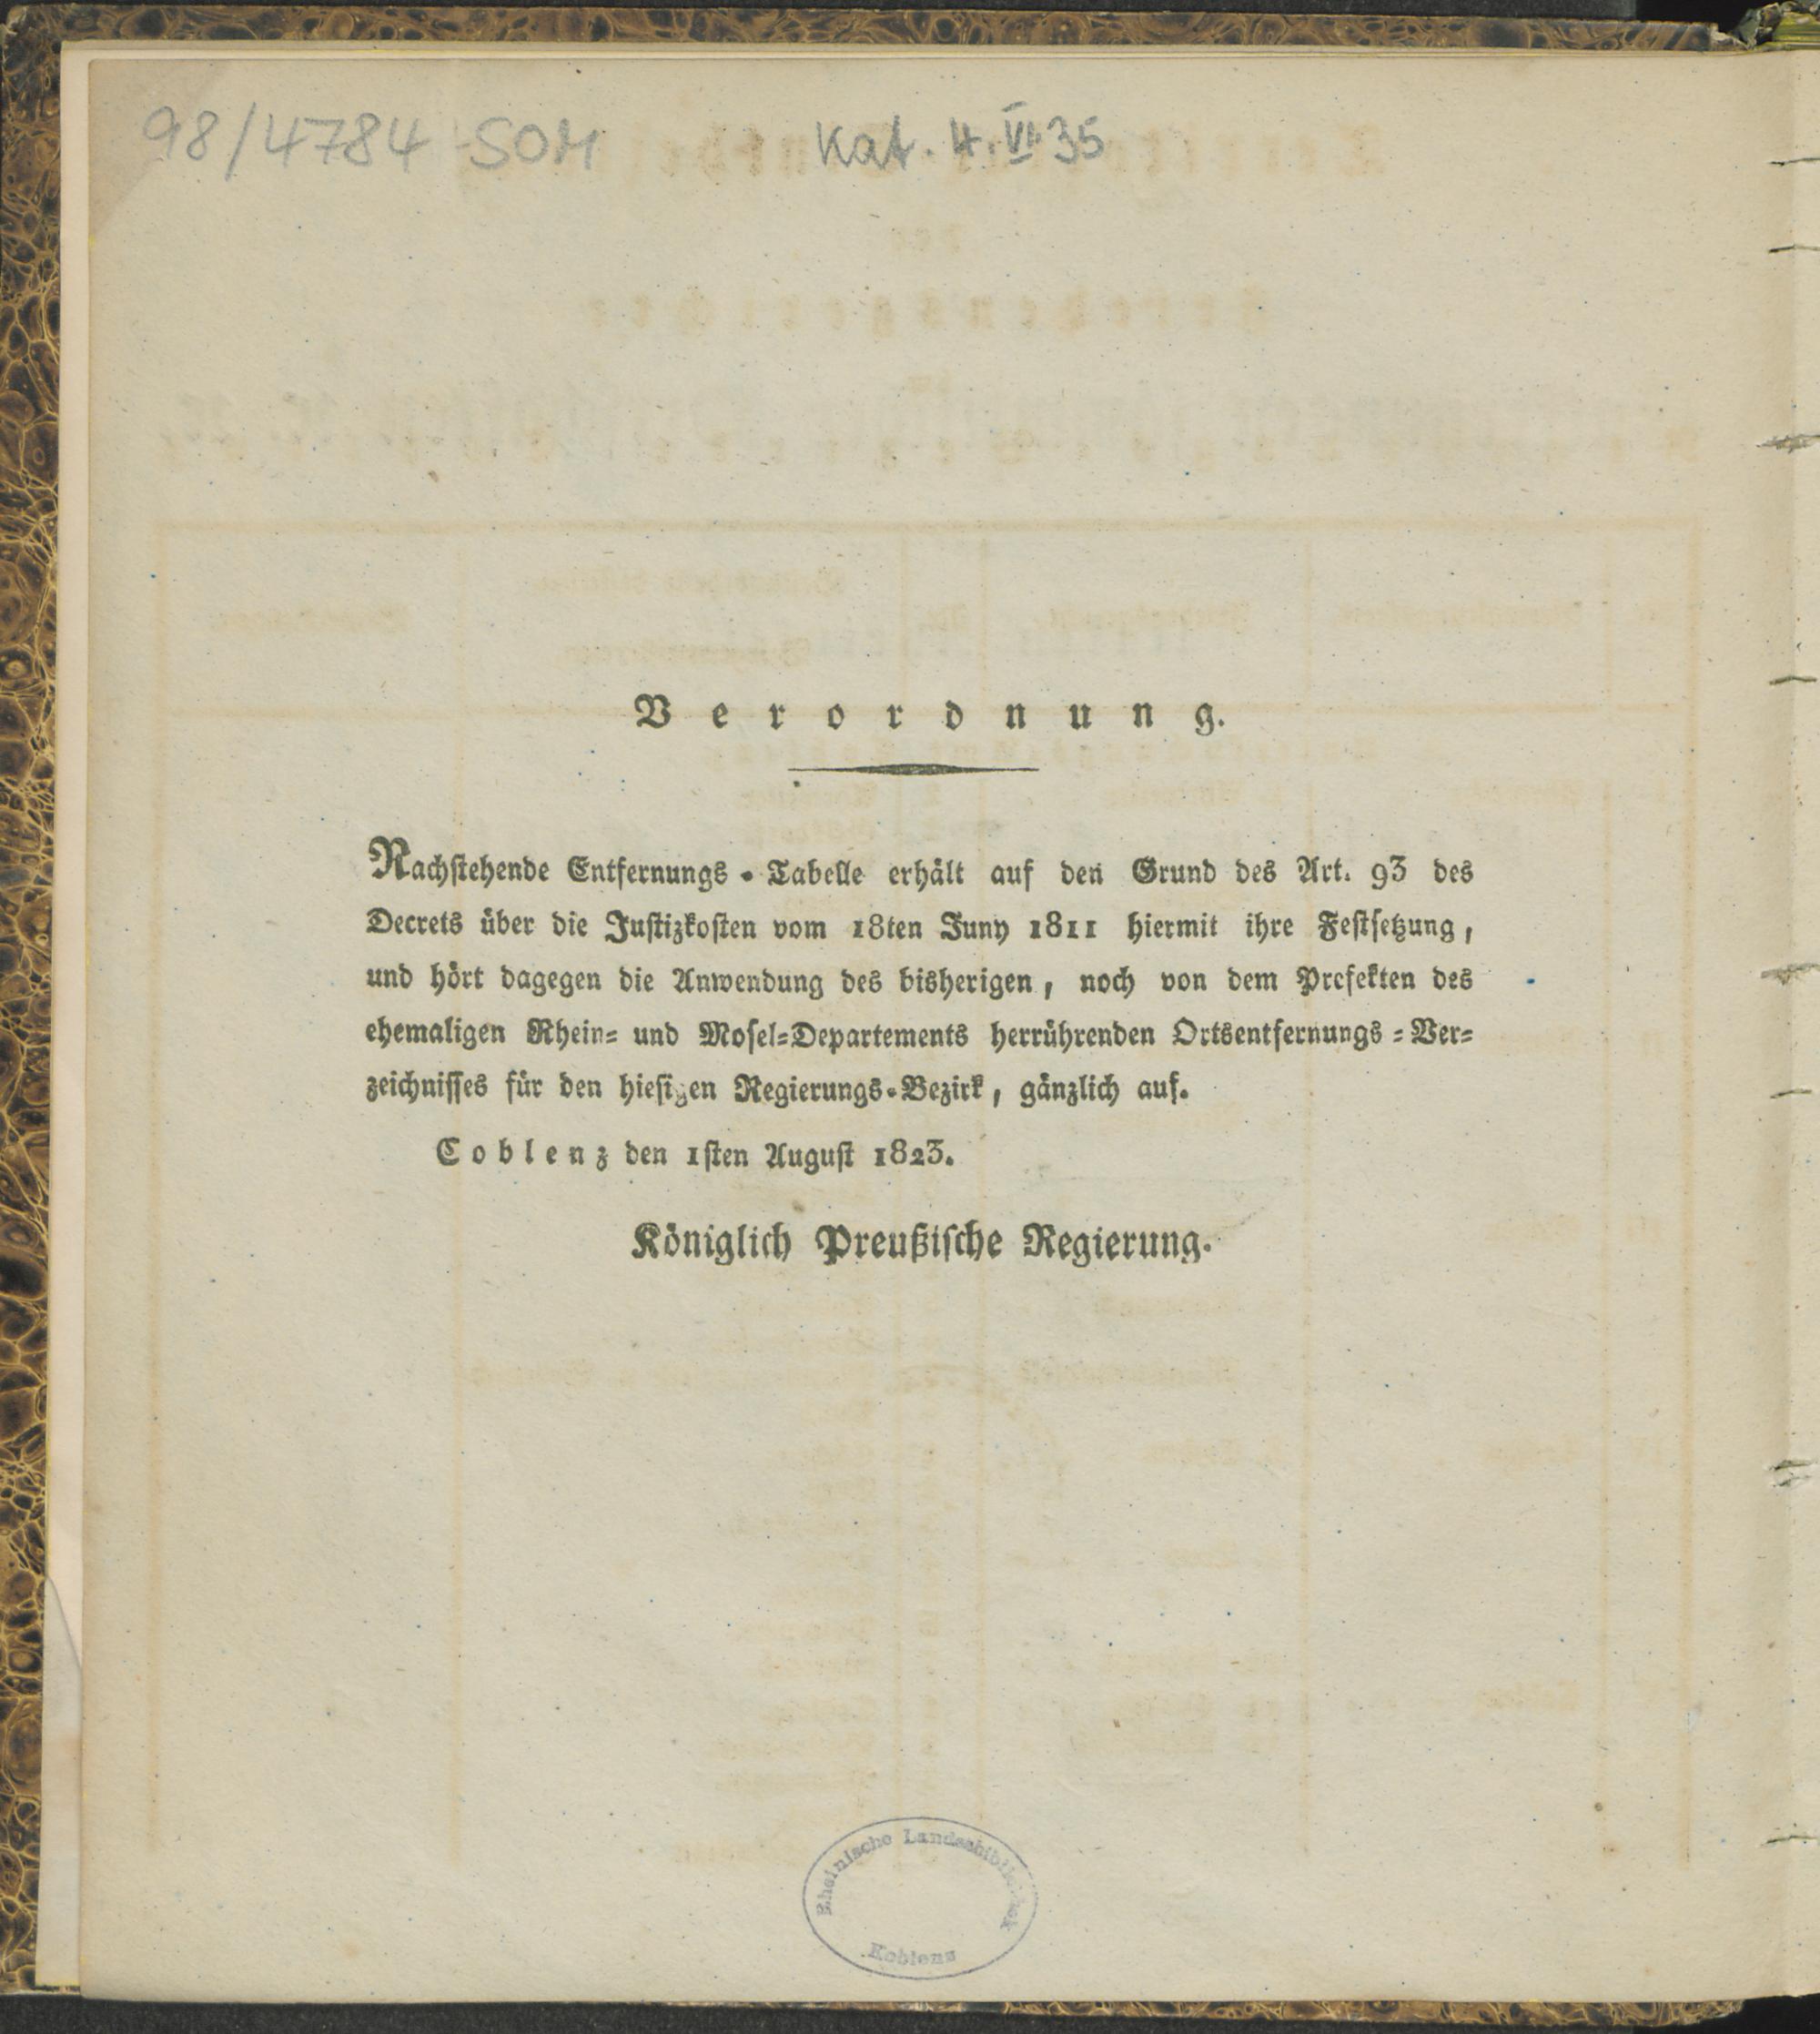 98/4784 SOM
Kat. 4. VI. 35
Verordnung.
Nachstehende Entfernungs-Tabelle erhält auf den Grund des Art. 93 des
Decrets über die Justizkosten vom 18ten Juny 1811 hiermit ihre Festsetzung,
und hört dagegen die Anwendung des bisherigen, noch von dem Prefekten des
ehemaligen Rhein- und Mosel-Departements herrührenden Ortsentfernungs-Ver-
zeichnisses für den hiesigen Regierungs-Bezirk, gänzlich auf.
Coblenz den 1sten August 1823.
Königlich Preußische Regierung.
Rheinische Landesbibliothek
Koblenz